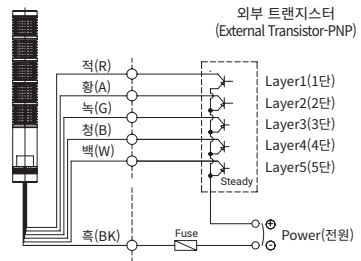 외부 트랜지스터
(External Transistor-PNP)
적(R)
황(A)
녹(G)
청(B)
백(W)
Layer1(1단)
Layer2(2단)
Layer3(3단)
Layer4(4단)
Layer5(5단)
Steady
흑(BK)
Fuse
Power(전원)